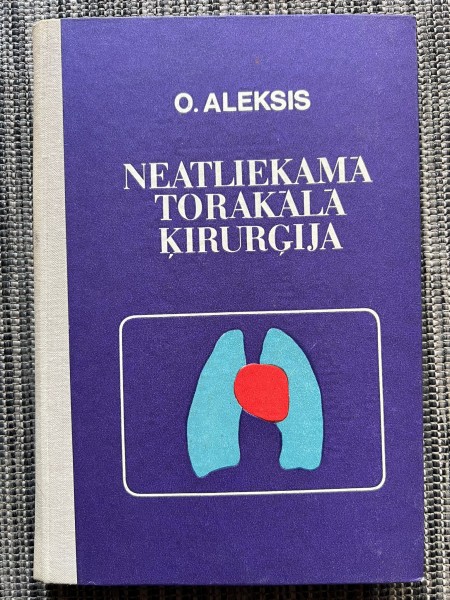 O. ALEKSIS
NEATLIEKAMĀ
TORAKĀLĀ
ĶIRURĢIJA